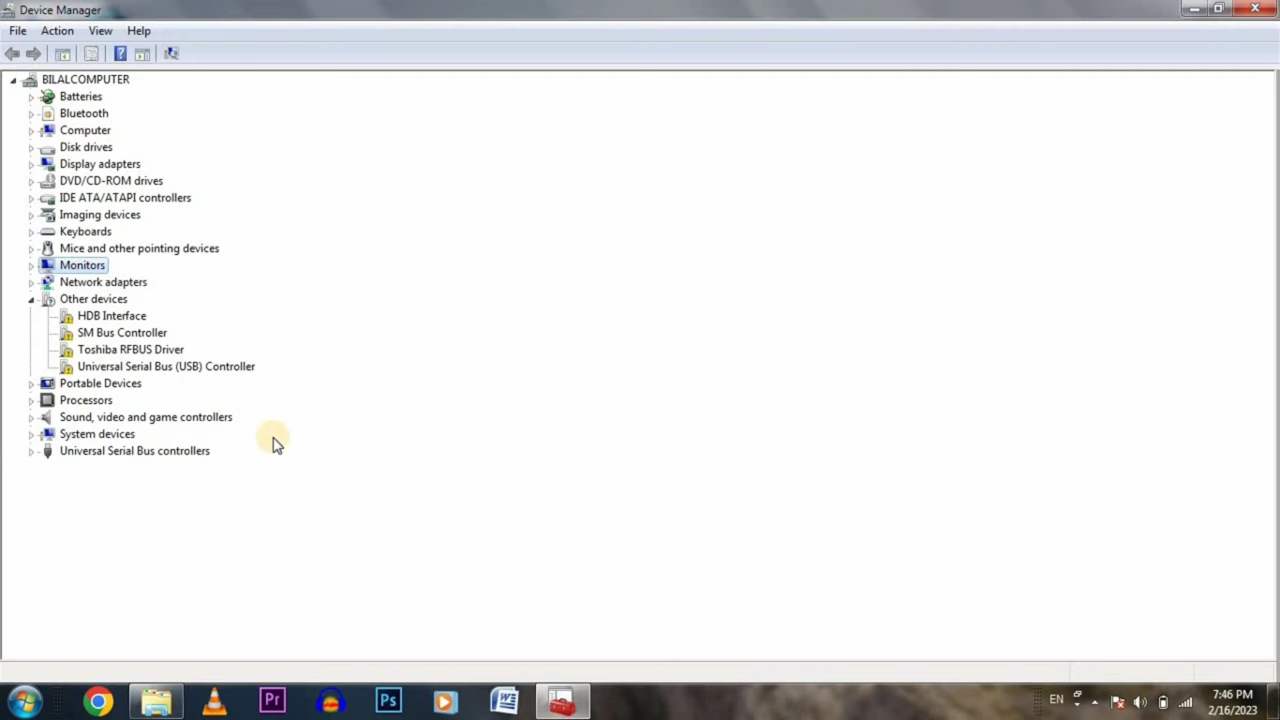 Device Manager
File Action View Help
BILALCOMPUTER
Batteries
Bluetooth
Computer
Disk drives
Display adapters
DVD/CD-ROM drives
IDE ATA/ATAPI controllers
Imaging devices
Keyboards
Mice and other pointing devices
Monitors
Network adapters
Other devices
HDB Interface
SM Bus Controller
Toshiba RFBUS Driver
Universal Serial Bus (USB) Controller
Portable Devices
Processors
Sound, video and game controllers
System devices
Universal Serial Bus controllers
Pr
Ps
W
EN
7:46 PM
2/16/2023